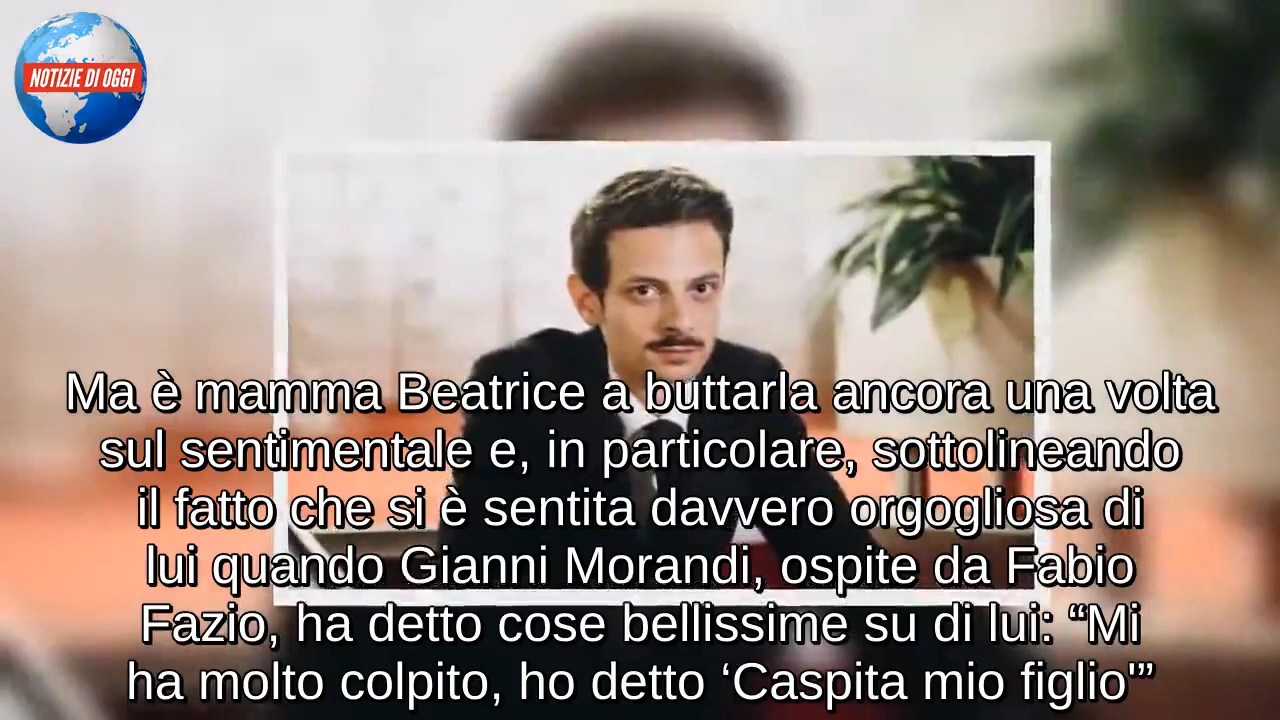 NOTIZIE DI OGGI
Ma è mamma Beatrice a buttarla ancora una volta
sul sentimentale e, in particolare, sottolineando
il fatto che si è sentita davvero orgogliosa di
lui quando Gianni Morandi, ospite da Fabio
Fazio, ha detto cose bellissime su di lui: “Mi
ha molto colpito, ho detto ‘Caspita mio figlio'”